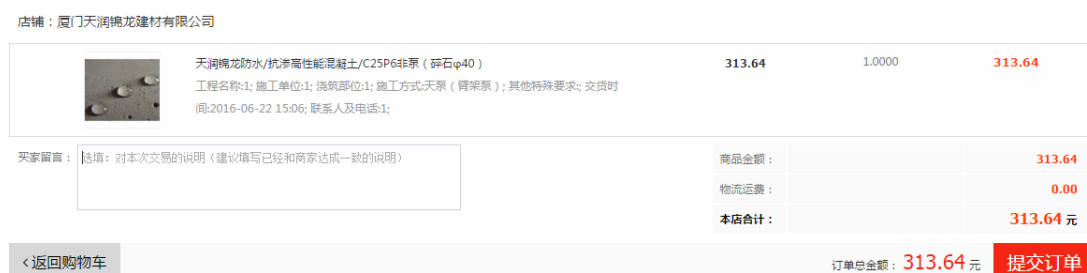 店铺：厦门天润锦龙建材有限公司
天润锦龙防水/抗渗高性能混凝土/C25P6非泵（碎石φ40） 313.64 1.0000 313.64
工程名称:1; 施工单位:1; 浇筑部位:1; 施工方式:天泵（臂架泵）; 其他特殊要求:; 交货时
间:2016-06-22 15:06; 联系人及电话:1;
买家留言： 选填：对本次交易的说明（建议填写已经和商家达成一致的说明） 商品金额： 313.64
物流运费： 0.00
本店合计： 313.64 元
<返回购物车 订单总金额：313.64 元 提交订单